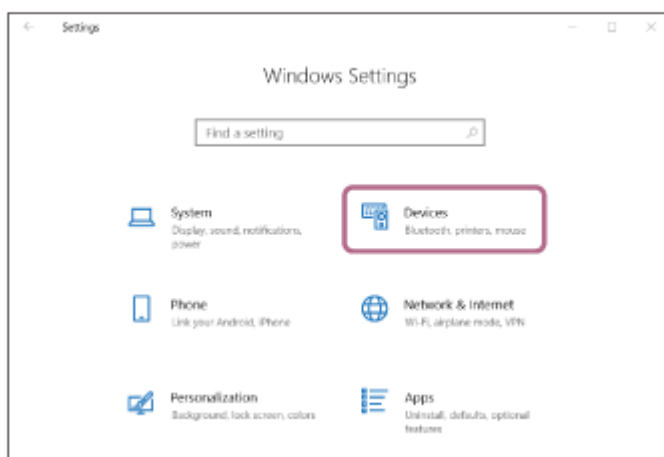 Settings
Windows Settings
Find a setting
System
Display, sound, notifications,
power
Devices
Bluetooth, printers, mouse
Phone
Link your Android, iPhone
Network & Internet
Wi-Fi, airplane mode, VPN
Personalization
Background, lock screen, colors
Apps
Uninstall, defaults, optional
features